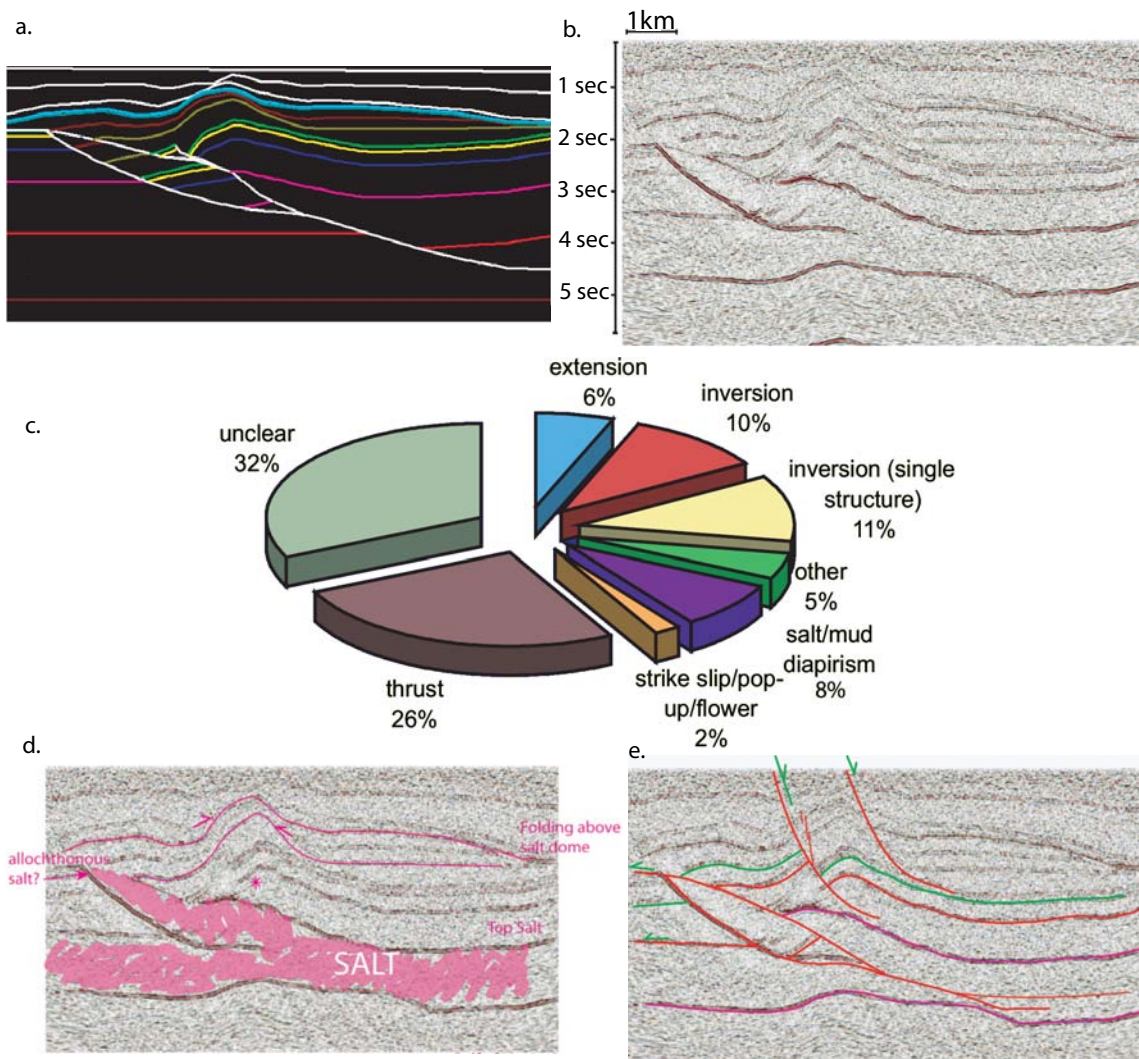 a.
1km
b.
1 sec
2 sec
3 sec
4 sec
5 sec
c.
extension
6%
inversion
10%
inversion (single
structure)
11%
other
5%
salt/mud
diapirism
8%
strike slip/pop-
up/flower
2%
thrust
26%
unclear
32%
d.
allochthonous
salt?
*
Folding above
salt dome
Top Salt
SALT
e.